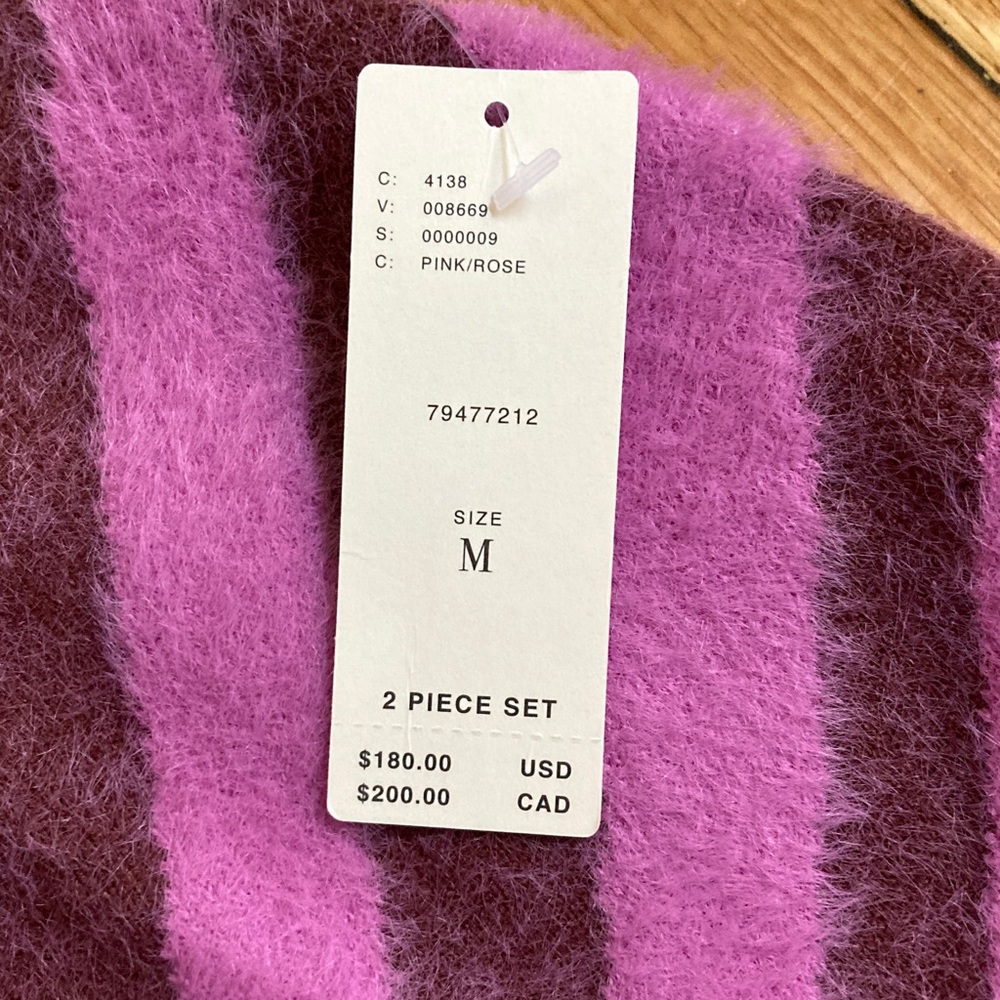 C: 4138
V: 008669
S: 0000009
C: PINK/ROSE
79477212
SIZE
M
2 PIECE SET
$180.00 USD
$200.00 CAD